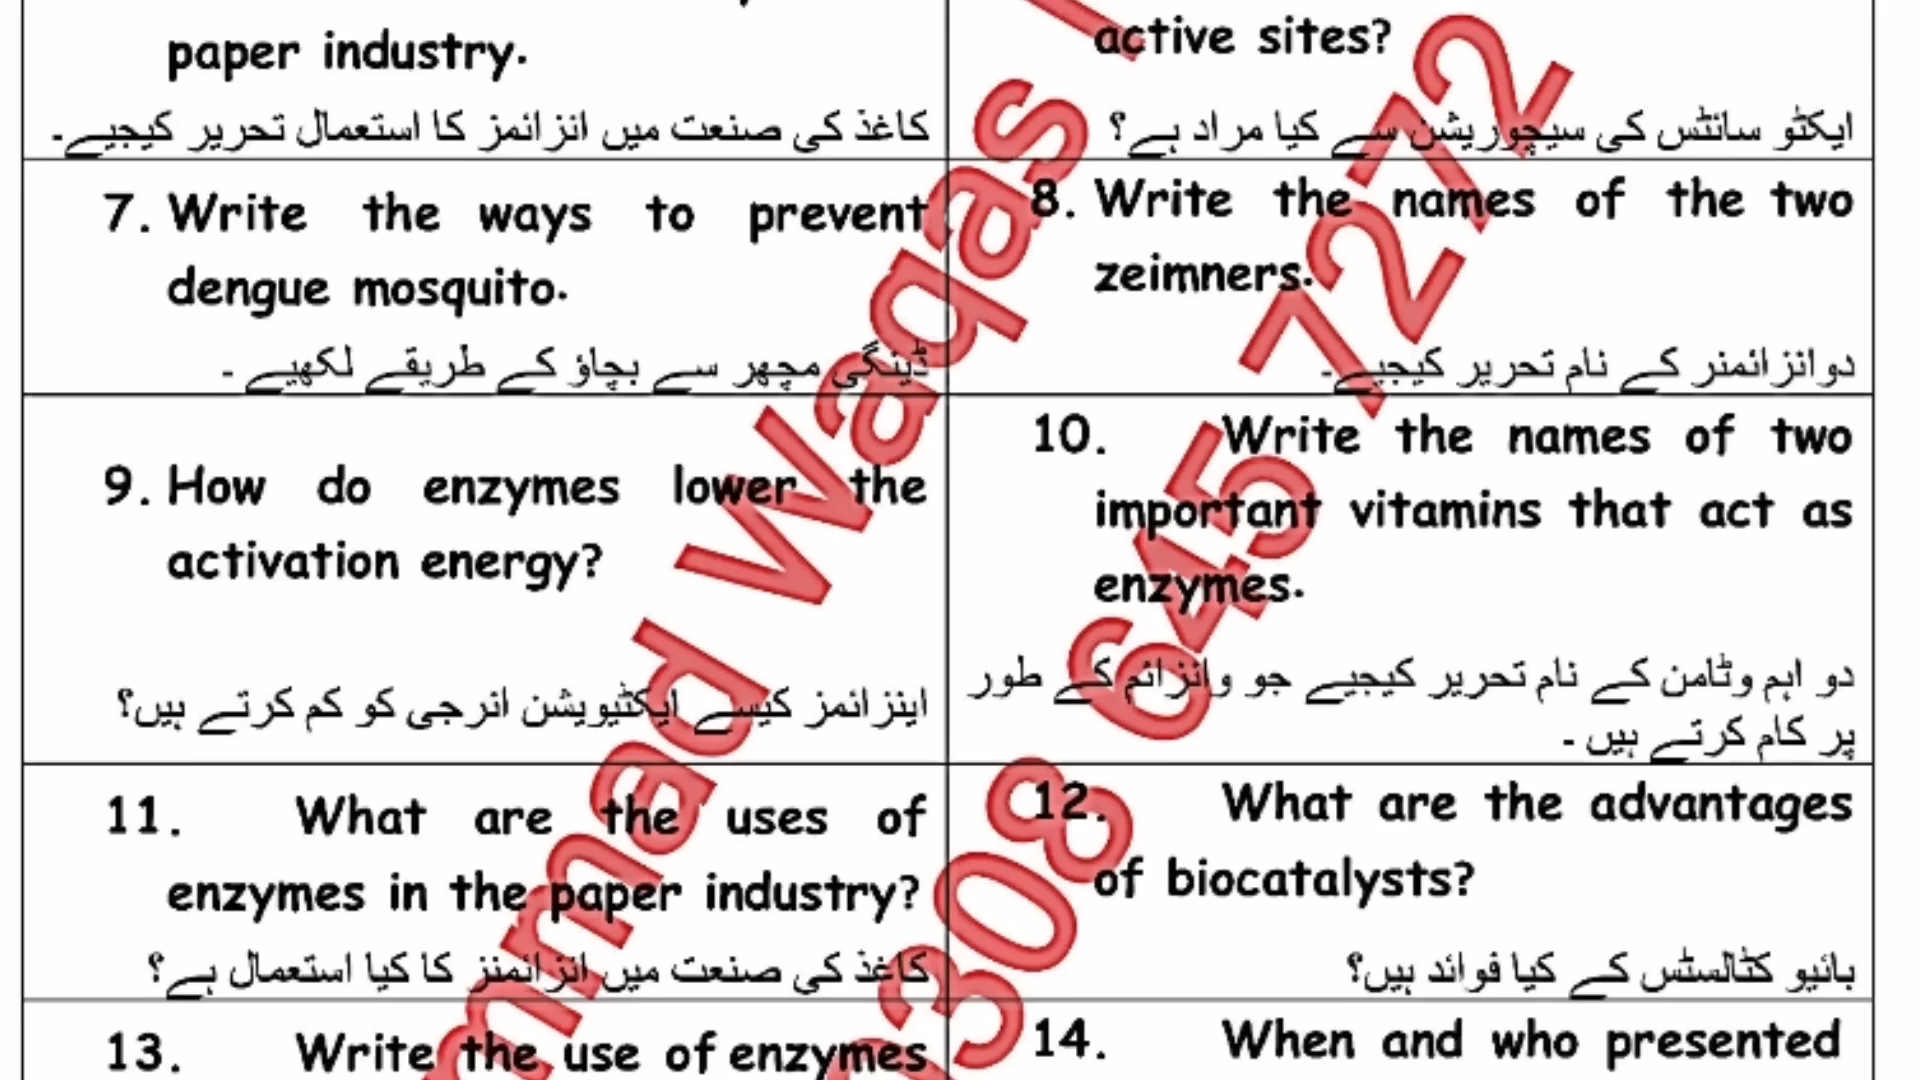 paper industry.
کاغذ کی صنعت میں انزائمز کا استعمال تحریر کیجیے۔
active sites?
ایکٹو سائٹس کی سیچوریشن سے کیا مراد ہے؟
7. Write the ways to prevent
dengue mosquito.
ڈینگی مچھر سے بچاؤ کے طریقے لکھیے ۔
8. Write the names of the two
zeimners.
دوانزائمنر کے نام تحریر کیجیے۔
9. How do enzymes lower the
activation energy?
اینزائمز کیسے ایکٹیویشن انرجی کو کم کرتے ہیں؟
10. Write the names of two
important vitamins that act as
enzymes.
دو اہم وٹامن کے نام تحریر کیجیے جو وانزائم کے طور
پر کام کرتے ہیں ۔
11. What are the uses of
enzymes in the paper industry?
کاغذ کی صنعت میں انزائمنز کا کیا استعمال ہے؟
12. What are the advantages
of biocatalysts?
بائیو کٹالسٹس کے کیا فوائد ہیں؟
13. Write the use of enzymes
14. When and who presented
mmad Waqas
0308 645 7272